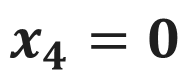 x₄ = 0